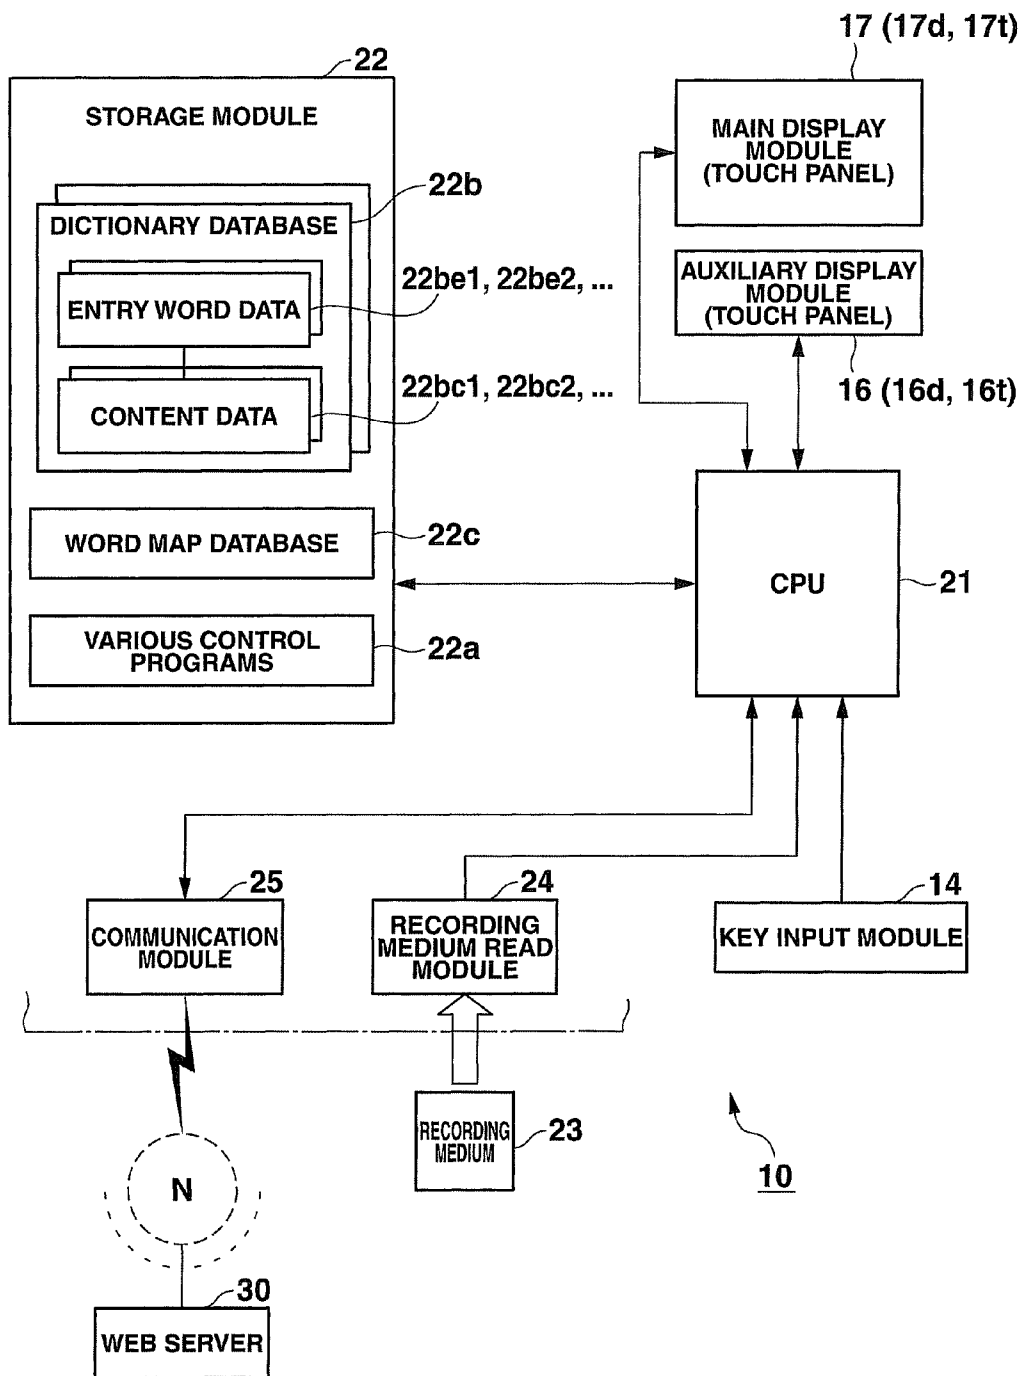 17 (17d, 17t)
22
STORAGE MODULE
MAIN DISPLAY
MODULE
(TOUCH PANEL)
22b
DICTIONARY DATABASE
AUXILIARY DISPLAY
MODULE
(TOUCH PANEL)
22be1, 22be2, ...
ENTRY WORD DATA
16 (16d, 16t)
22bc1, 22bc2, ...
CONTENT DATA
22c
WORD MAP DATABASE
CPU
21
VARIOUS CONTROL
PROGRAMS
22a
25
COMMUNICATION
MODULE
24
RECORDING
MEDIUM READ
MODULE
14
KEY INPUT MODULE
RECORDING
MEDIUM
23
10
N
30
WEB SERVER